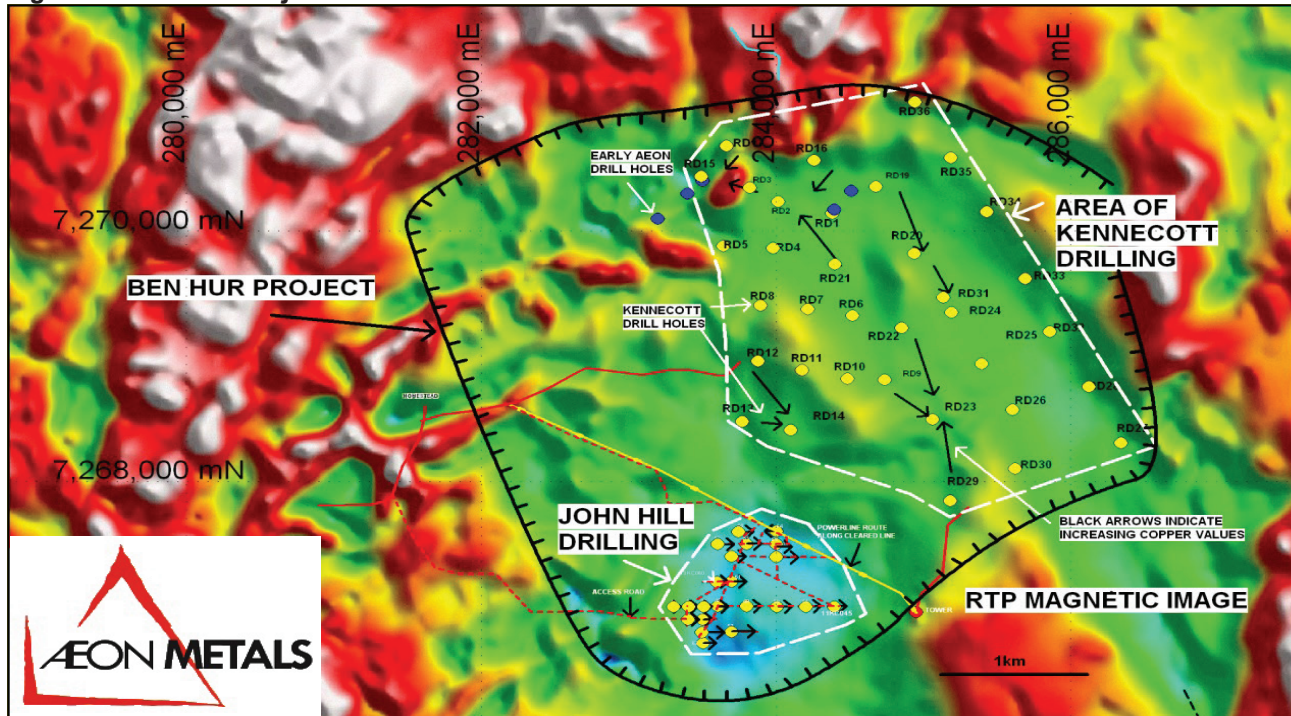 280,000 mE
282,000 mE
284,000 mE
286,000 mE
7,270,000 mN
7,268,000 mN
EARLY AEON
DRILL HOLES
BEN HUR PROJECT
KENNECOTT
DRILL HOLES
AREA OF
KENNECOTT
DRILLING
RD36
RD16
RD15
RD3
RD19
RD35
RD2
RD1
RD34
RD5
RD4
RD20
RD21
RD33
RD8
RD7
RD6
RD31
RD24
RD22
RD25
RD12
RD11
RD10
RD9
RD14
RD23
RD26
RD30
RD29
HOMESTEAD
JOHN HILL
DRILLING
POWERLINE ROUTE
ALONG CLEARED LINE
BLACK ARROWS INDICATE
INCREASING COPPER VALUES
ACCESS ROAD
TOWER
RTP MAGNETIC IMAGE
1km
AEON METALS